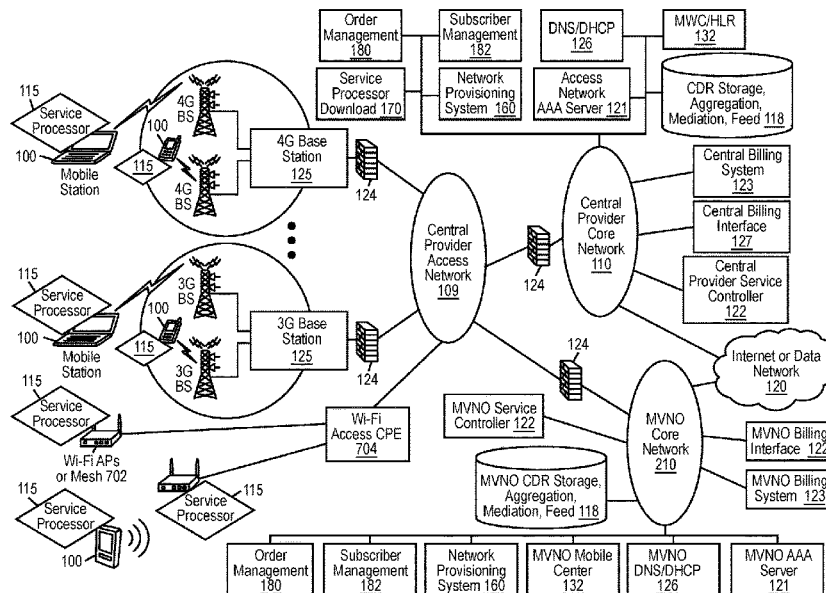 Order
Management
180
Subscriber
Management
182
DNS/DHCP
126
MWC/HLR
132
Service
Processor
Download 170
Network
Provisioning
System 160
Access
Network
AAA Server 121
CDR Storage,
Aggregation,
Mediation, Feed 118
115
Service
Processor
100
Mobile
Station
115
100
4G
BS
4G
BS
4G Base
Station
125
124
Central
Provider
Access
Network
109
124
Central
Provider
Core
Network
110
Central Billing
System
123
Central Billing
Interface
127
Central
Provider Service
Controller
122
115
Service
Processor
100
Mobile
Station
115
100
3G
BS
3G
BS
3G Base
Station
125
124
124
Internet or Data
Network
120
115
Service
Processor
Wi-Fi APs
or Mesh 702
Wi-Fi
Access CPE
704
MVNO Service
Controller 122
MVNO
Core
Network
210
MVNO Billing
Interface 122
MVNO Billing
System 123
115
Service
Processor
115
Service
Processor
100
MVNO CDR Storage,
Aggregation,
Mediation, Feed 118
Order
Management
180
Subscriber
Management
182
Network
Provisioning
System 160
MVNO Mobile
Center
132
MVNO
DNS/DHCP
126
MVNO AAA
Server
121